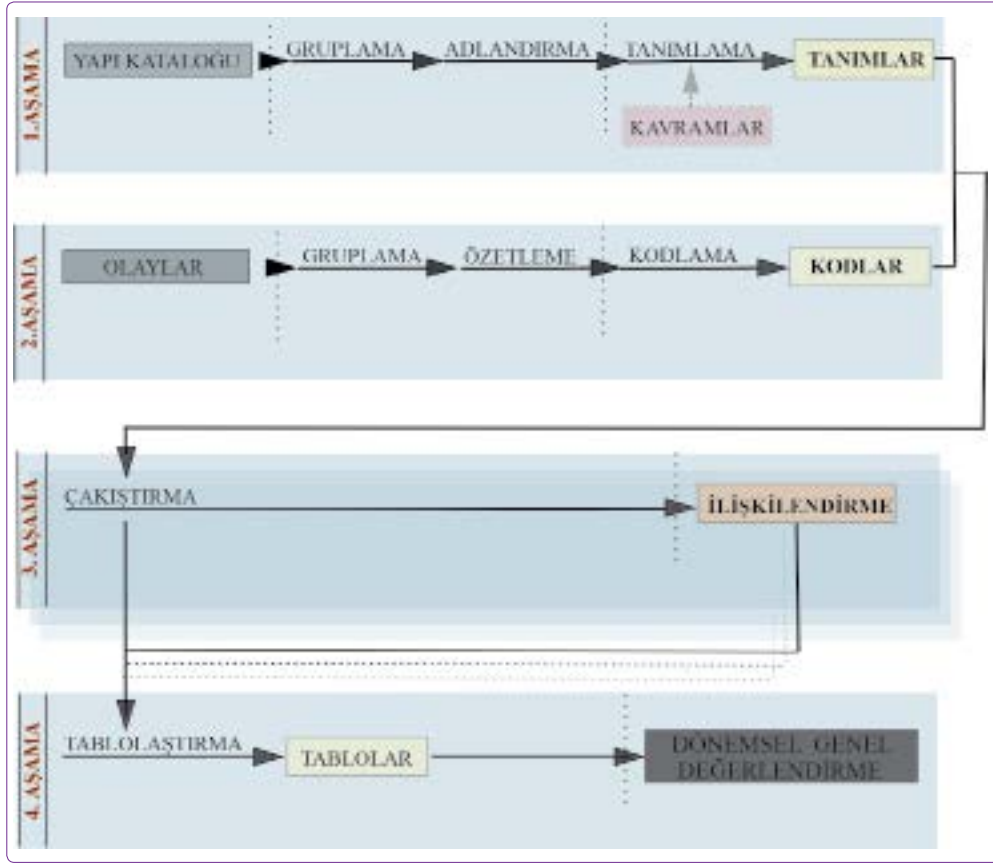 1.AŞAMA
YAPI KATALOĞU
GRUPLAMA
ADLANDIRMA
TANIMLAMA
TANIMLAR
KAVRAMLAR
2.AŞAMA
OLAYLAR
GRUPLAMA
ÖZETLEME
KODLAMA
KODLAR
3. AŞAMA
ÇAKIŞTIRMA
İLİŞKİLENDİRME
4. AŞAMA
TABLOLAŞTIRMA
TABLOLAR
DÖNEMSEL GENEL
DEĞERLENDİRME